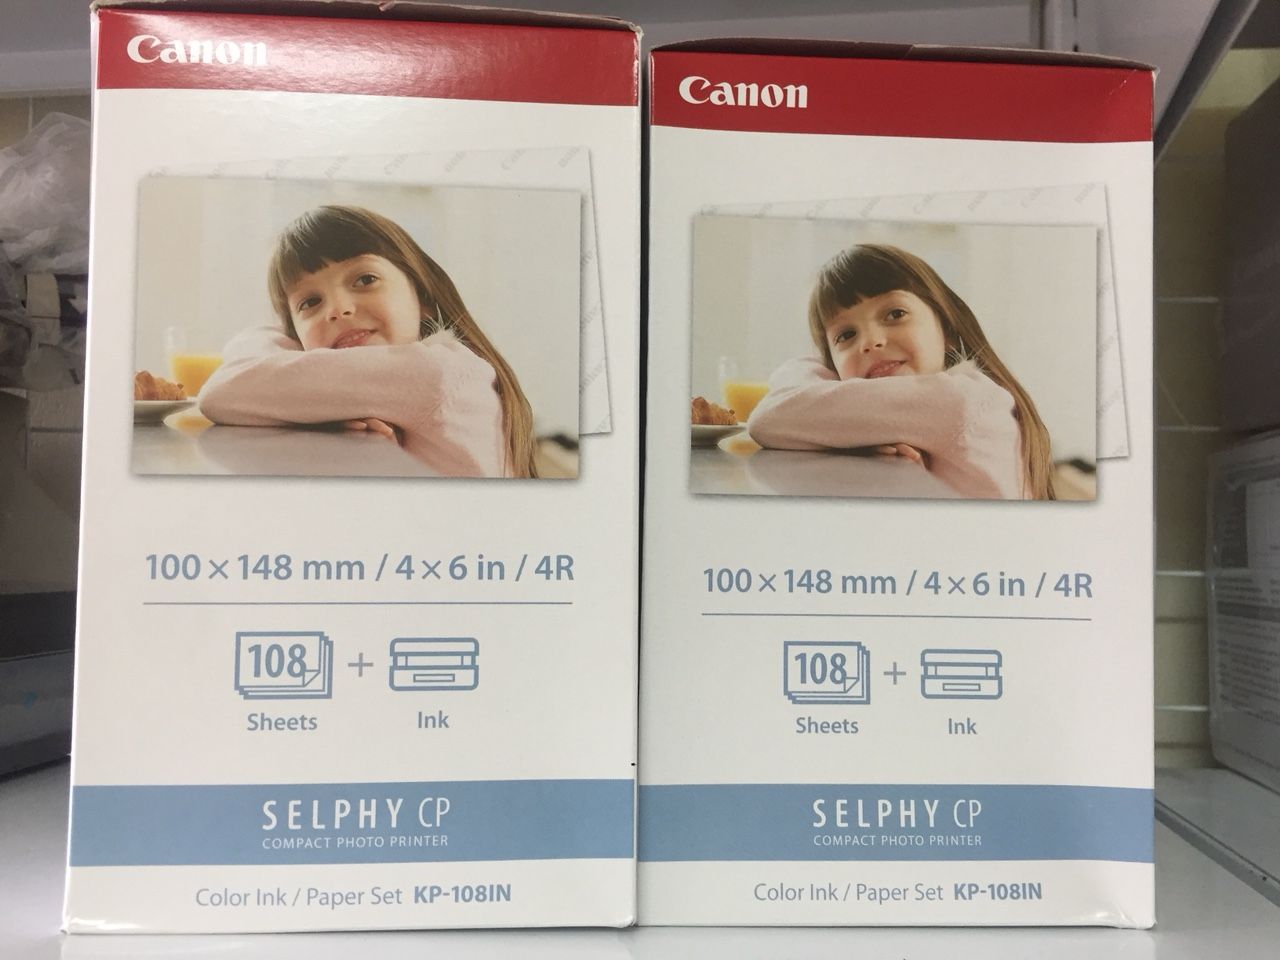 Canon
100 × 148 mm / 4 × 6 in / 4R
108 +
Sheets Ink
SELPHY CP
COMPACT PHOTO PRINTER
Color Ink / Paper Set KP-108IN
Canon
100 × 148 mm / 4 × 6 in / 4R
108 +
Sheets Ink
SELPHY CP
COMPACT PHOTO PRINTER
Color Ink / Paper Set KP-108IN